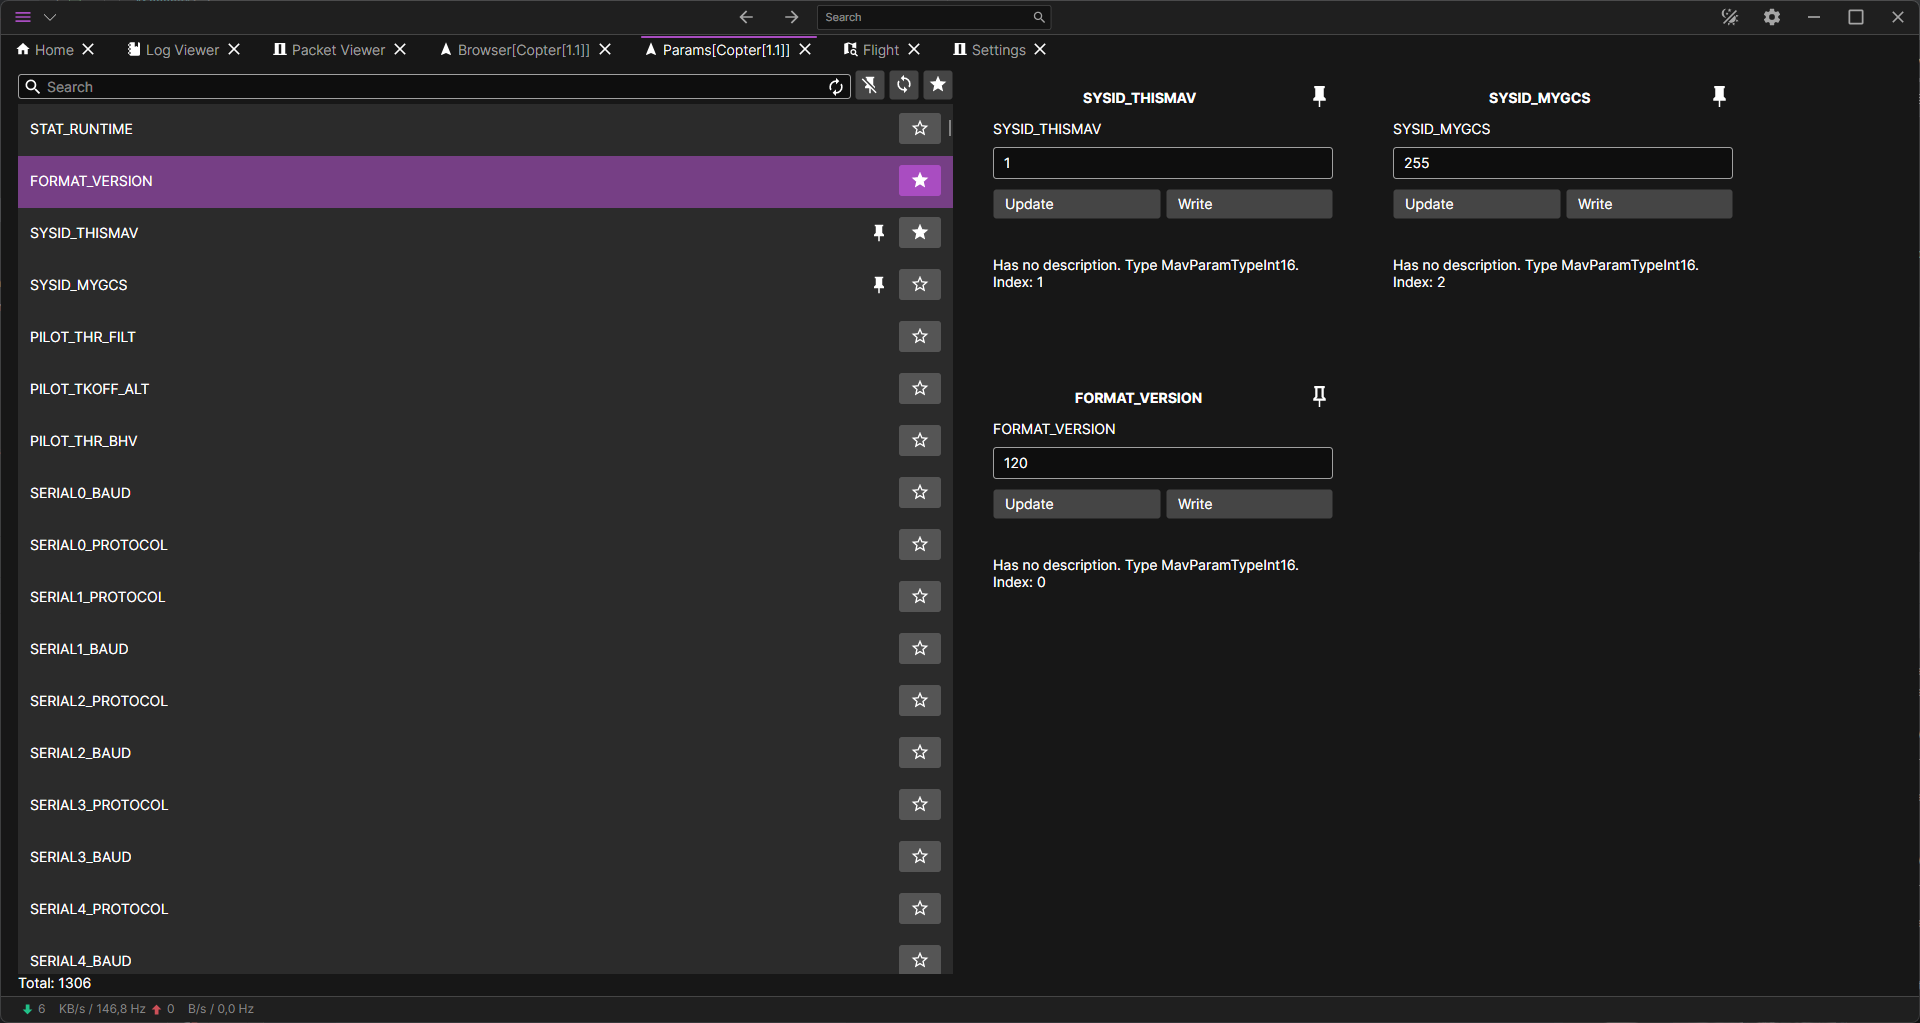 Search
Home
Log Viewer
Packet Viewer
Browser[Copter[1.1]]
Params[Copter[1.1]]
Flight
Settings
Search
STAT_RUNTIME
FORMAT_VERSION
SYSID_THISMAV
SYSID_MYGCS
PILOT_THR_FILT
PILOT_TKOFF_ALT
PILOT_THR_BHV
SERIAL0_BAUD
SERIAL0_PROTOCOL
SERIAL1_PROTOCOL
SERIAL1_BAUD
SERIAL2_PROTOCOL
SERIAL2_BAUD
SERIAL3_PROTOCOL
SERIAL3_BAUD
SERIAL4_PROTOCOL
SERIAL4_BAUD
Total: 1306
SYSID_THISMAV
SYSID_THISMAV
1
Update
Write
Has no description. Type MavParamTypeInt16.
Index: 1
SYSID_MYGCS
SYSID_MYGCS
255
Update
Write
Has no description. Type MavParamTypeInt16.
Index: 2
FORMAT_VERSION
FORMAT_VERSION
120
Update
Write
Has no description. Type MavParamTypeInt16.
Index: 0
6 KB/s / 146,8 Hz 0 B/s / 0,0 Hz